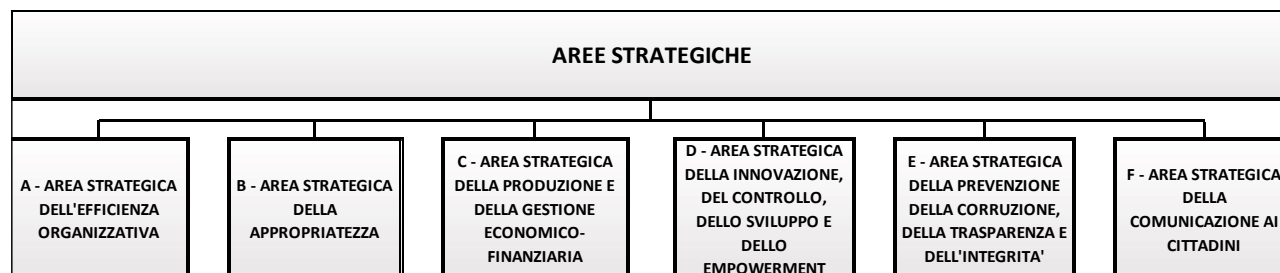 AREE STRATEGICHE
A - AREA STRATEGICA
DELL'EFFICIENZA
ORGANIZZATIVA
B - AREA STRATEGICA
DELLA
APPROPRIATEZZA
C - AREA STRATEGICA
DELLA PRODUZIONE E
DELLA GESTIONE
ECONOMICO-
FINANZIARIA
D - AREA STRATEGICA
DELLA INNOVAZIONE,
DEL CONTROLLO,
DELLO SVILUPPO E
DELLO
EMPOWERMENT
E - AREA STRATEGICA
DELLA PREVENZIONE
DELLA CORRUZIONE,
DELLA TRASPARENZA E
DELL'INTEGRITA'
F - AREA STRATEGICA
DELLA
COMUNICAZIONE AI
CITTADINI